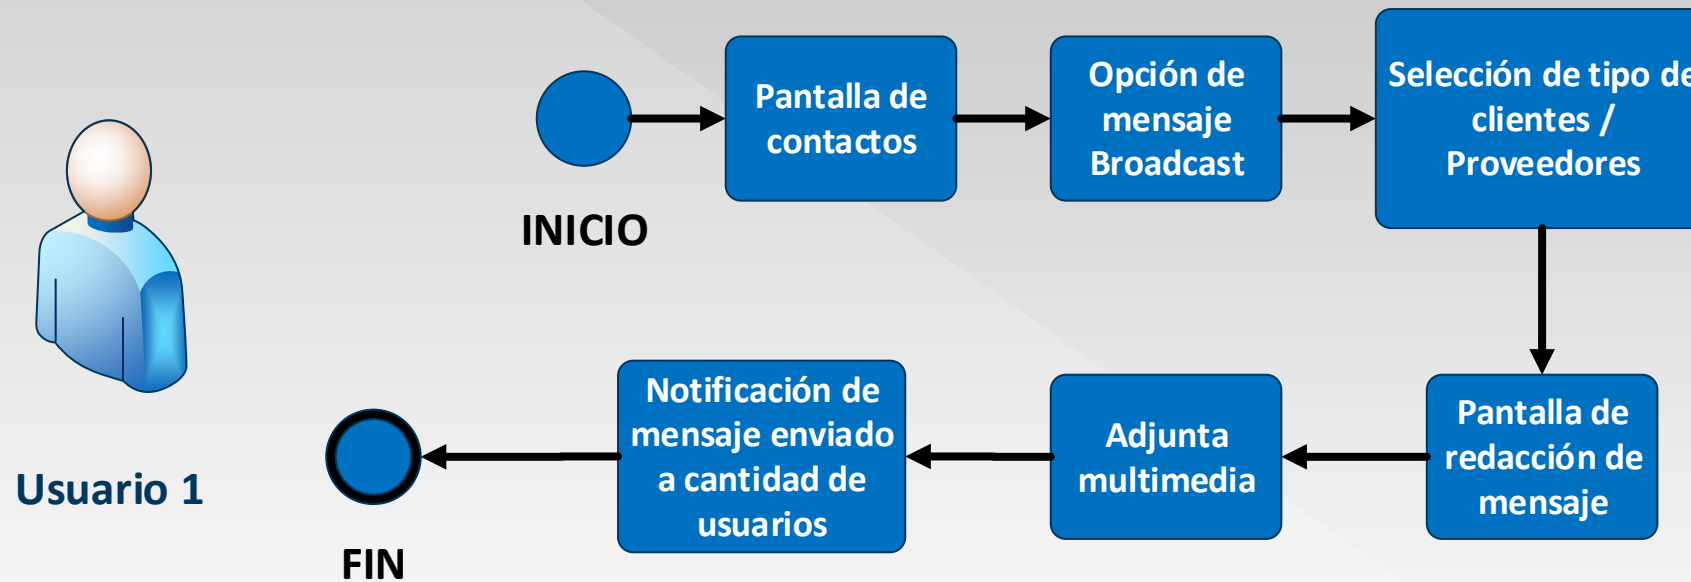 Pantalla de
contactos
Opción de
mensaje
Broadcast
Selección de tipo de
clientes /
Proveedores
INICIO
Pantalla de
redacción de
mensaje
Adjunta
multimedia
Notificación de
mensaje enviado
a cantidad de
usuarios
FIN
Usuario 1